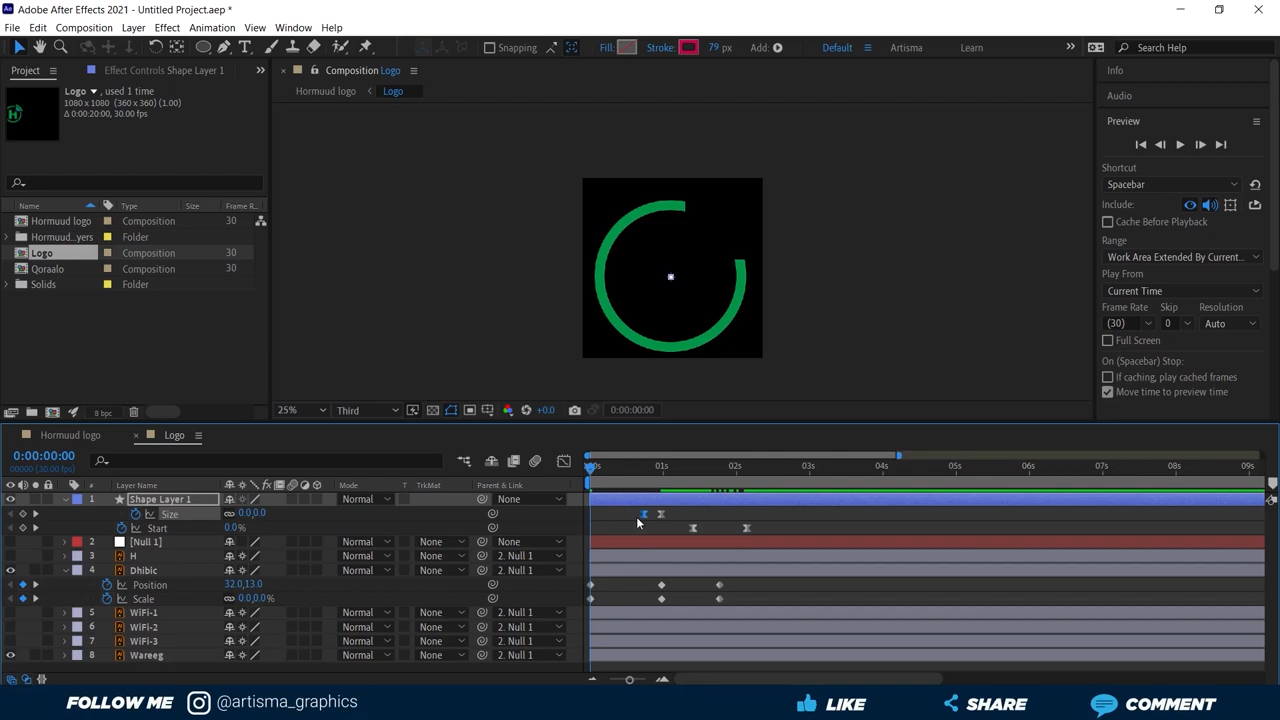 Adobe After Effects 2021 - Untitled Project.aep *
File Edit Composition Layer Effect Animation View Window Help
Snapping Fill: Stroke: 79 px Add: Default Artisma Learn Search Help
Project Effect Controls Shape Layer 1 Composition Logo Info
Logo , used 1 time Hormuud logo Logo
1080 x 1080 (360 x 360) (1.00)
Δ 0:00:20:00, 30.00 fps
Audio
Preview
Shortcut
Spacebar
Include:
Cache Before Playback
Range
Work Area Extended By Current...
Play From
Current Time
Frame Rate Skip Resolution
(30) 0 Auto
Full Screen
On (Spacebar) Stop:
If caching, play cached frames
Move time to preview time
Name Type Size Frame R...
Hormuud logo Composition 30
Hormuud...yers Folder
Logo Composition 30
Qoraalo Composition 30
Solids Folder
8 bpc
25% Third +0.0 0:00:00:00
Hormuud logo Logo
0:00:00:00
00000 (30.00 fps)
01s 02s 03s 04s 05s 06s 07s 08s 09s
# Layer Name Mode T TrkMat Parent & Link
1 Shape Layer 1 Normal None
Size 0.0,0.0
Start 0.0%
2 [Null 1] Normal None None
3 H Normal None 2. Null 1
4 Dhibic Normal None 2. Null 1
Position 32.0,13.0
Scale 0.0,0.0%
5 WiFi-1 Normal None 2. Null 1
6 WiFi-2 Normal None 2. Null 1
7 WiFi-3 Normal None 2. Null 1
8 Wareeg Normal None 2. Null 1
FOLLOW ME @artisma_graphics LIKE SHARE COMMENT